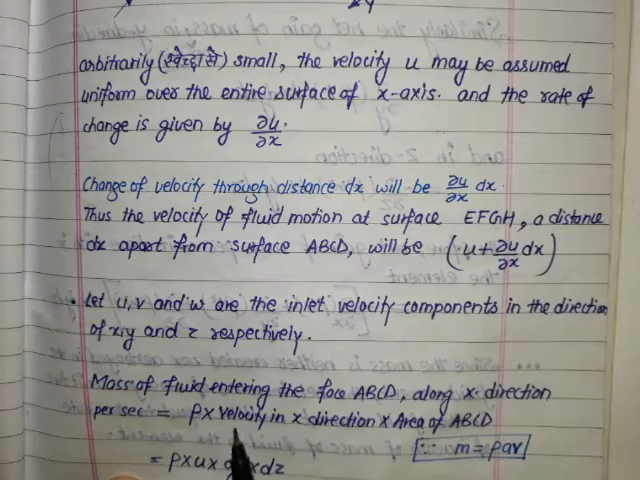 arbitrarily (स्वेच्छासे) small, the velocity u may be assumed
uniform over the entire surface of x-axis. and the rate of
change is given by ∂u/∂x.
Change of velocity through distance dx will be ∂u/∂x dx.
Thus the velocity of fluid motion at surface EFGH, a distance
dx apart from surface ABCD, will be (u+∂u/∂x dx)
• Let u,v and w are the inlet velocity components in the direction
of x,y and z respectively.
Mass of fluid entering the face ABCD, along x-direction
per sec = ρ x velocity in x direction x Area of ABCD
[∵ m = ρav]
= ρxux xdz